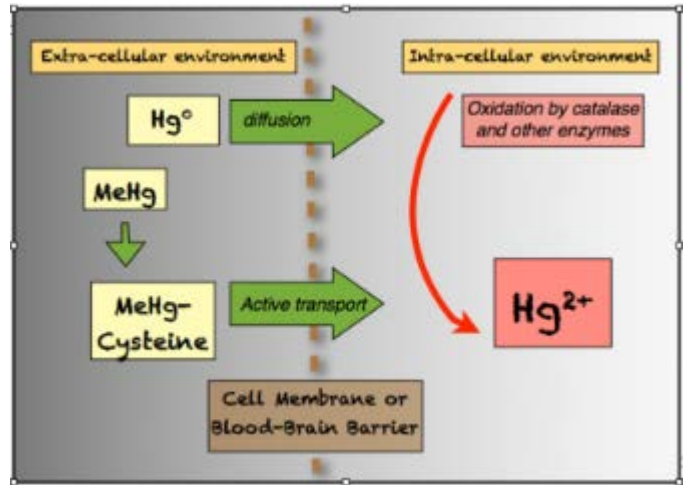 Extra-cellular environment
Intra-cellular environment
Hg°
diffusion
Oxidation by catalase
and other enzymes
MeHg
MeHg-
Cysteine
Active transport
Hg²⁺
Cell Membrane or
Blood-Brain Barrier